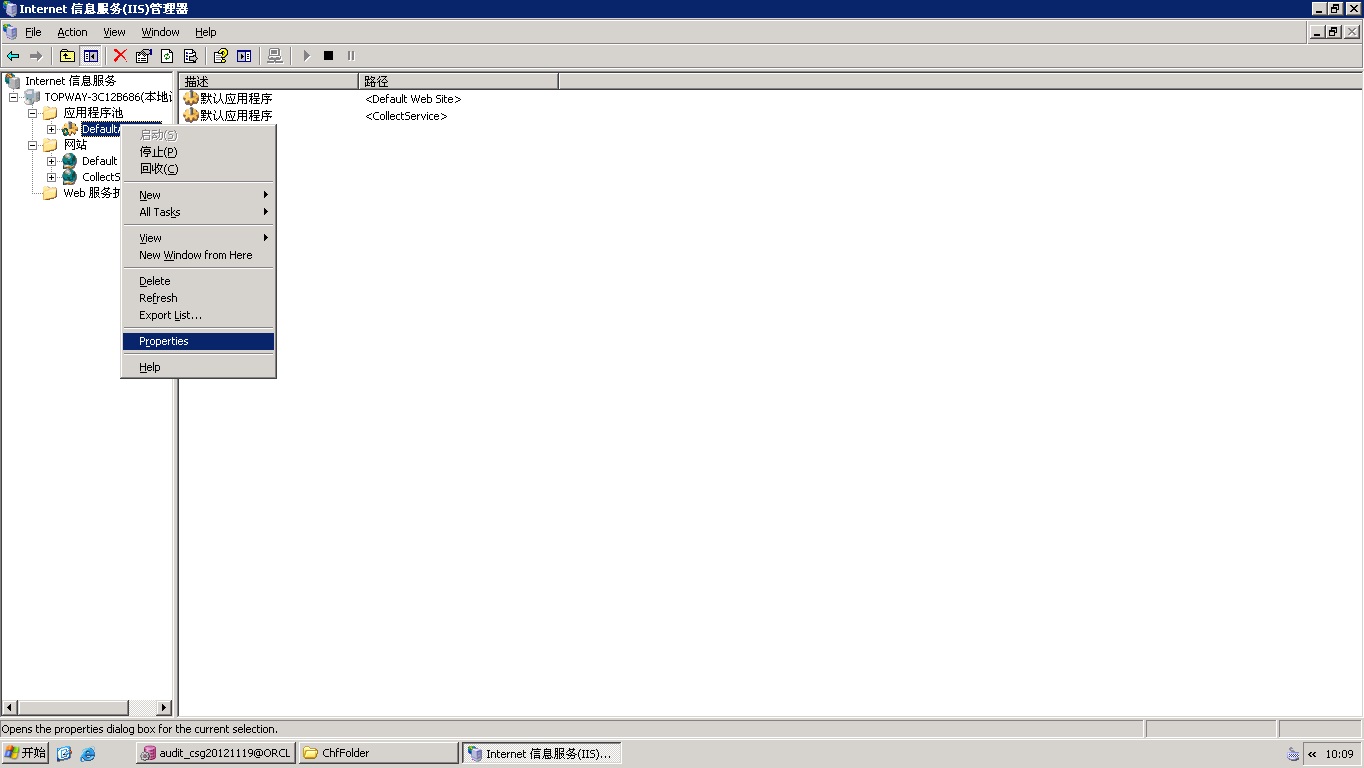 Internet 信息服务(IIS)管理器
File Action View Window Help
Internet 信息服务
TOPWAY-3C12B686(本地
应用程序池
DefaultA
网站
Default
CollectS
Web 服务扩
描述 路径
默认应用程序 <Default Web Site>
默认应用程序 <CollectService>
启动(S)
停止(P)
回收(C)
New
All Tasks
View
New Window from Here
Delete
Refresh
Export List...
Properties
Help
Opens the properties dialog box for the current selection.
开始 audit_csg20121119@ORCL ChfFolder Internet 信息服务(IIS)... « 10:09